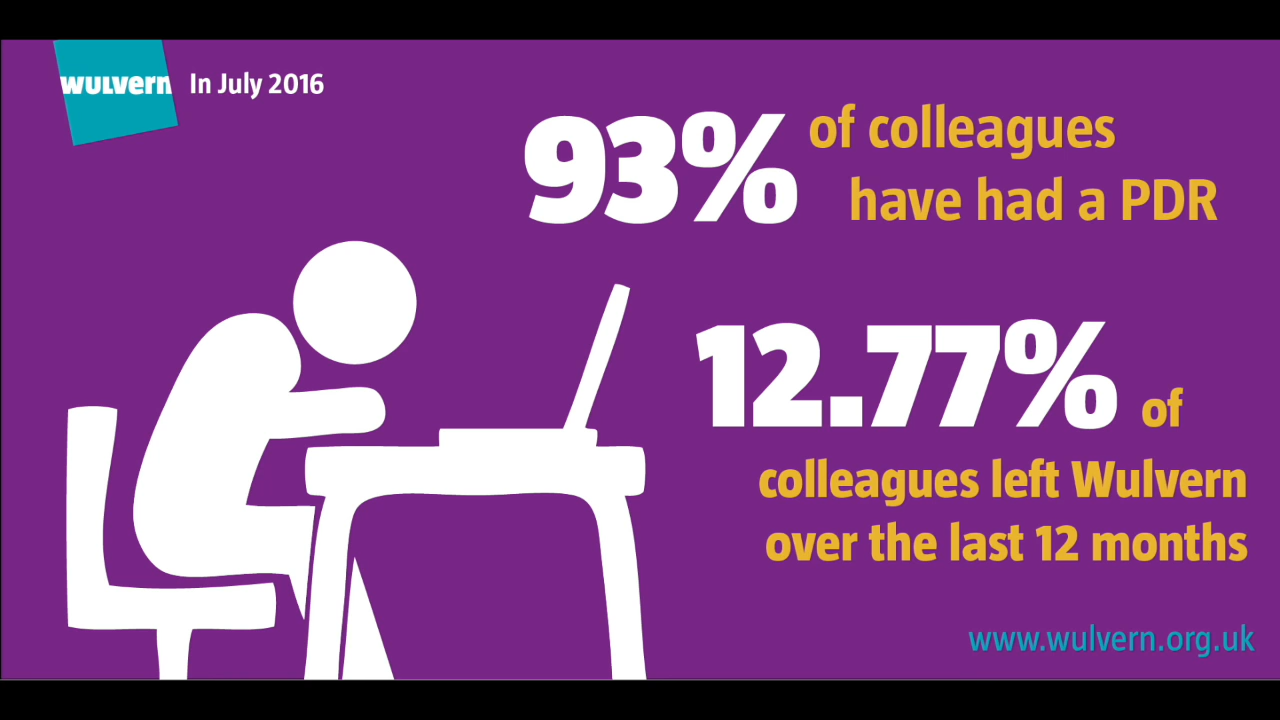 wulvern
In July 2016
93% of colleagues
have had a PDR
12.77% of
colleagues left Wulvern
over the last 12 months
www.wulvern.org.uk